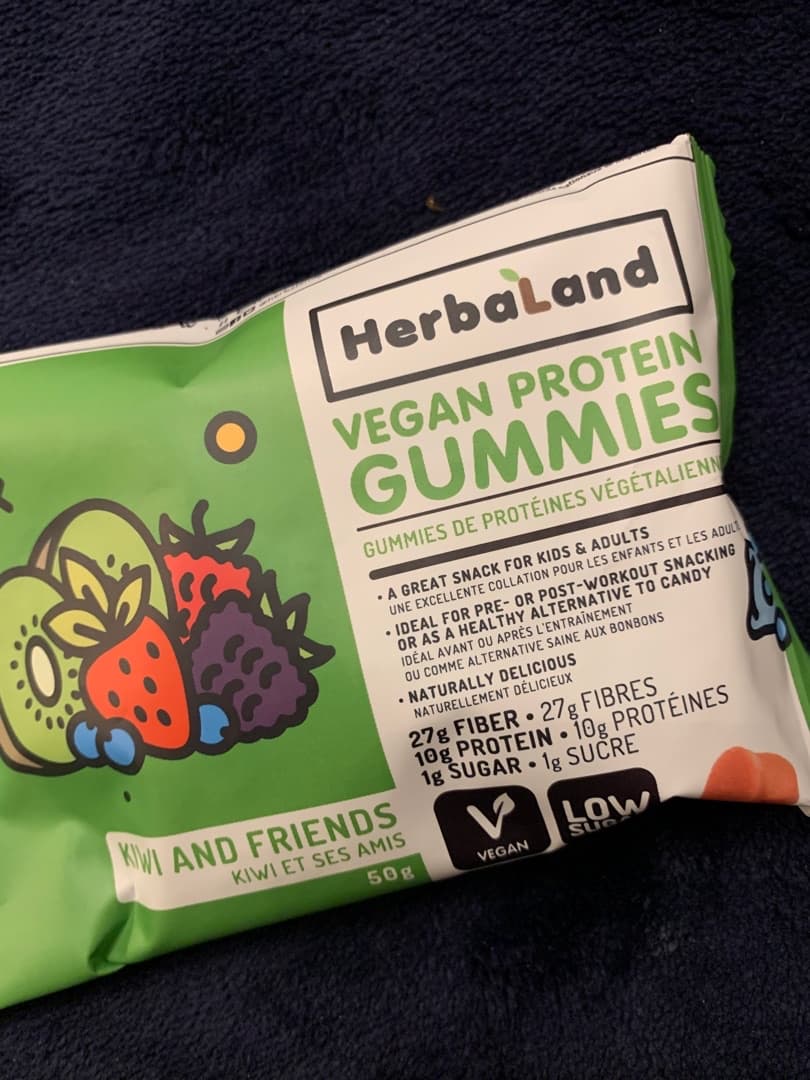 HerbaLand
VEGAN PROTEIN
GUMMIES
GUMMIES DE PROTÉINES
• A GREAT SNACK FOR KIDS & ADULTS
UNE EXCELLENTE COLLATION POUR LES ENFANTS ET LES
• IDEAL FOR PRE- OR POST-WORKOUT SNACKING
OR AS A HEALTHY ALTERNATIVE TO CANDY
IDÉAL AVANT OU APRÈS L'ENTRAÎNEMENT
OU COMME ALTERNATIVE SAINE AUX BONBONS
• NATURALLY DELICIOUS
NATURELLEMENT DÉLICIEUX
27g FIBER • 27g FIBRES
10g PROTEIN • 10g PROTÉINES
1g SUGAR • 1g SUCRE
VEGAN
LOW
KIWI AND FRIENDS
KIWI ET SES AMIS
50g